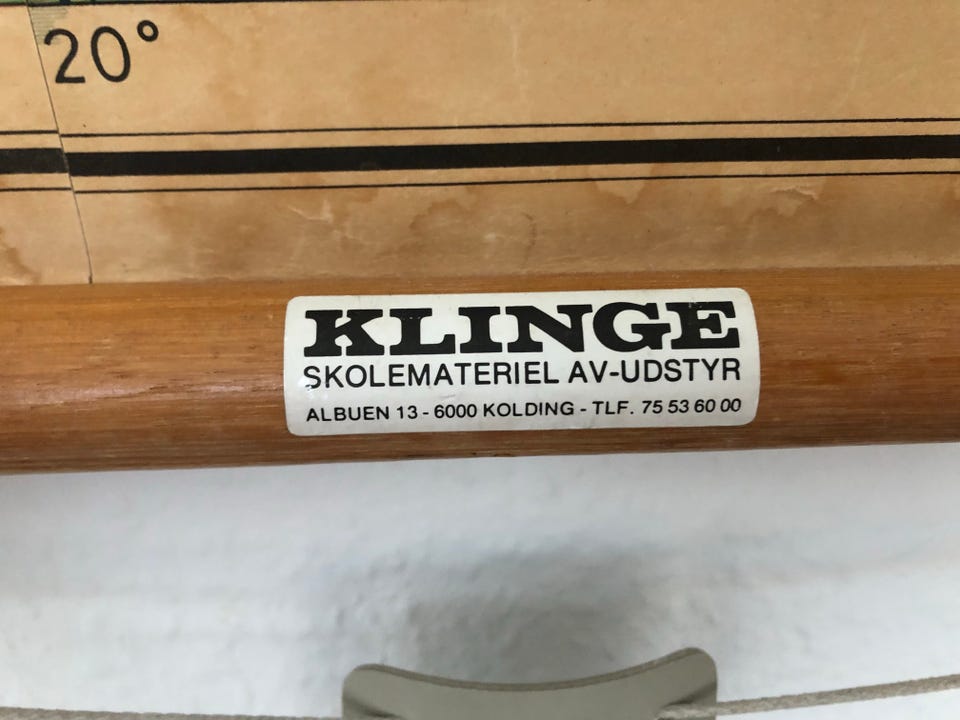 20°
KLINGE
SKOLEMATERIEL AV-UDSTYR
ALBUEN 13 - 6000 KOLDING - TLF. 75 53 60 00